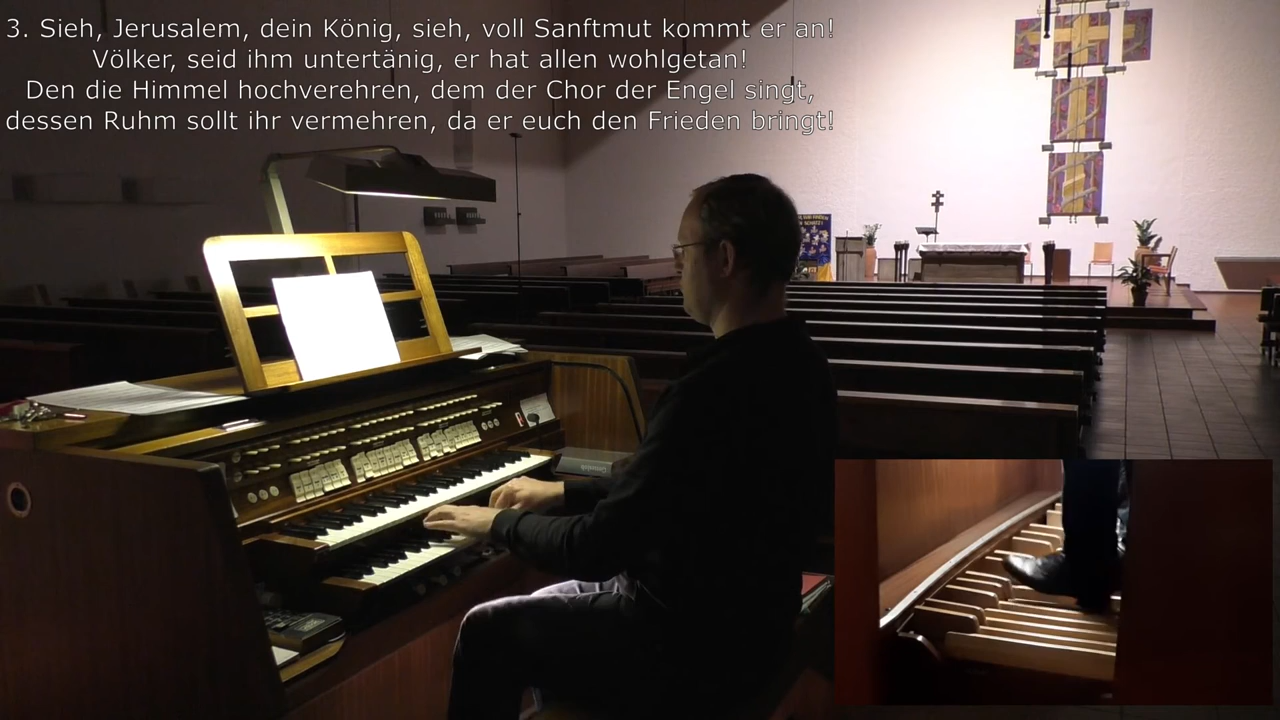 3. Sieh, Jerusalem, dein König, sieh, voll Sanftmut kommt er an!
Völker, seid ihm untertänig, er hat allen wohlgetan!
Den die Himmel hochverehren, dem der Chor der Engel singt,
dessen Ruhm sollt ihr vermehren, da er euch den Frieden bringt!